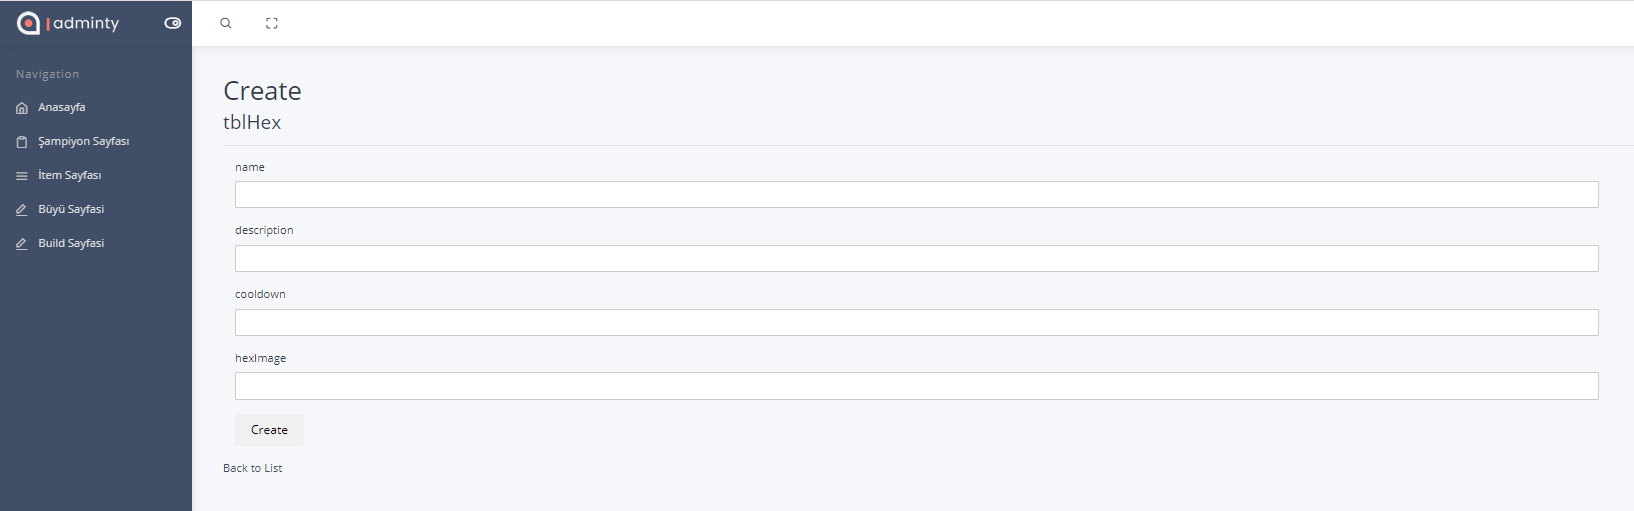 adminty
Navigation
Anasayfa
Şampiyon Sayfası
İtem Sayfası
Büyü Sayfasi
Build Sayfasi
Create
tblHex
name
description
cooldown
hexImage
Create
Back to List